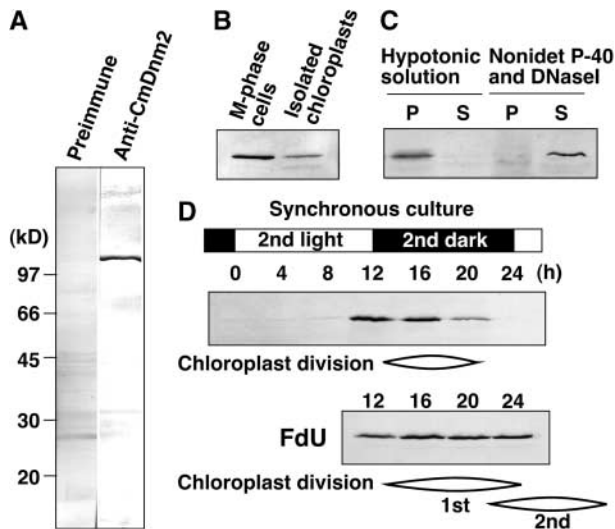 A
Preimmune
Anti-CmDnm2
(kD)
97
66
45
30
20
B
M-phase cells
Isolated chloroplasts
C
Hypotonic solution
Nonidet P-40 and DNaseI
P S P S
D
Synchronous culture
2nd light 2nd dark
0 4 8 12 16 20 24 (h)
Chloroplast division
12 16 20 24
FdU
Chloroplast division
1st
2nd